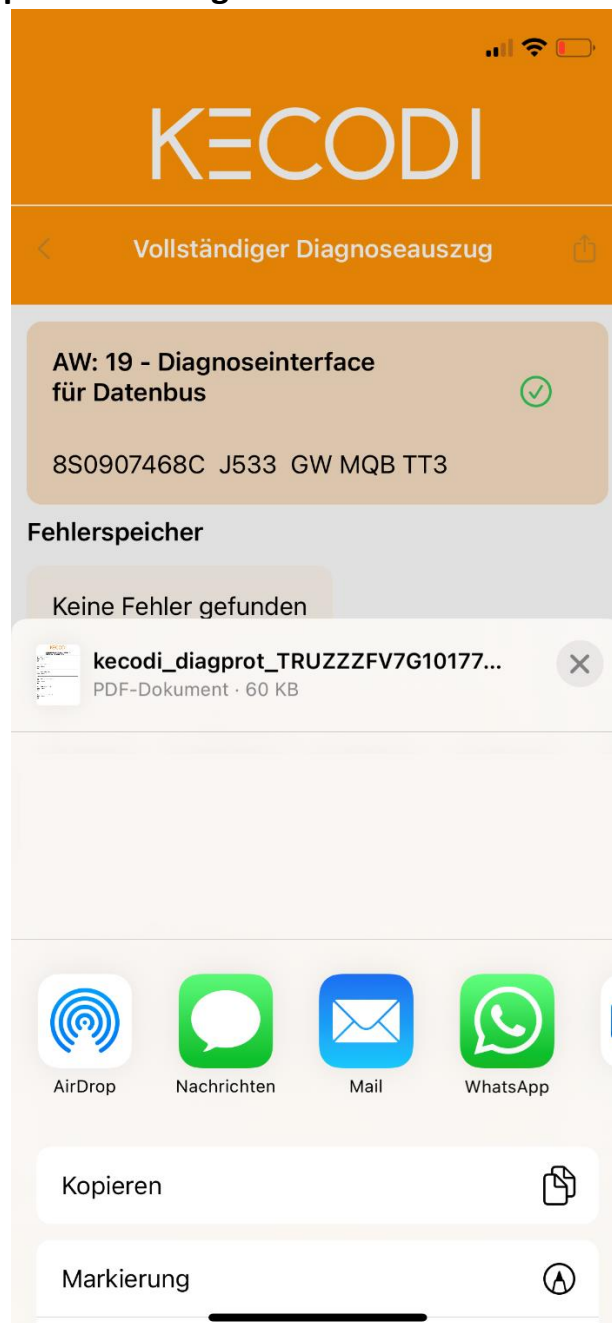 KECODI
Vollständiger Diagnoseauszug
AW: 19 - Diagnoseinterface
für Datenbus
8S0907468C J533 GW MQB TT3
Fehlerspeicher
Keine Fehler gefunden
kecodi_diagprot_TRUZZZFV7G10177...
PDF-Dokument · 60 KB
AirDrop
Nachrichten
Mail
WhatsApp
Kopieren
Markierung